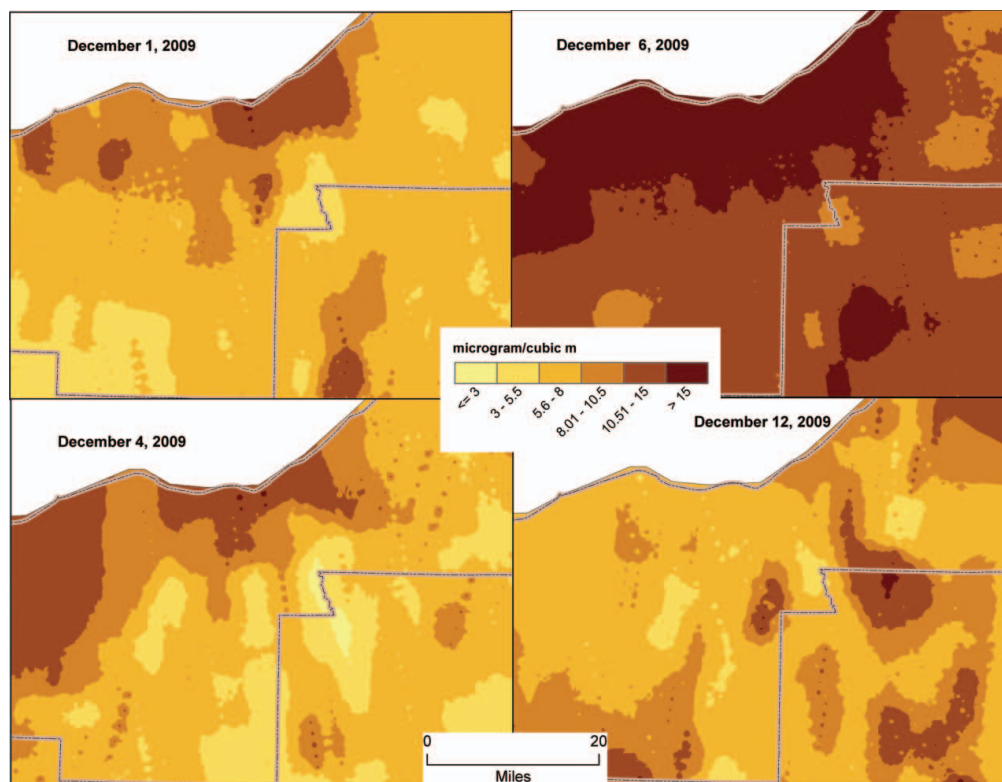 December 1, 2009
December  6, 2009
microgram/cubic m
<= 3
3 - 5.5
5.6 - 8
8.01 - 10.5
10.51 - 15
> 15
December 4, 2009
December 12, 2009
0
20
Miles